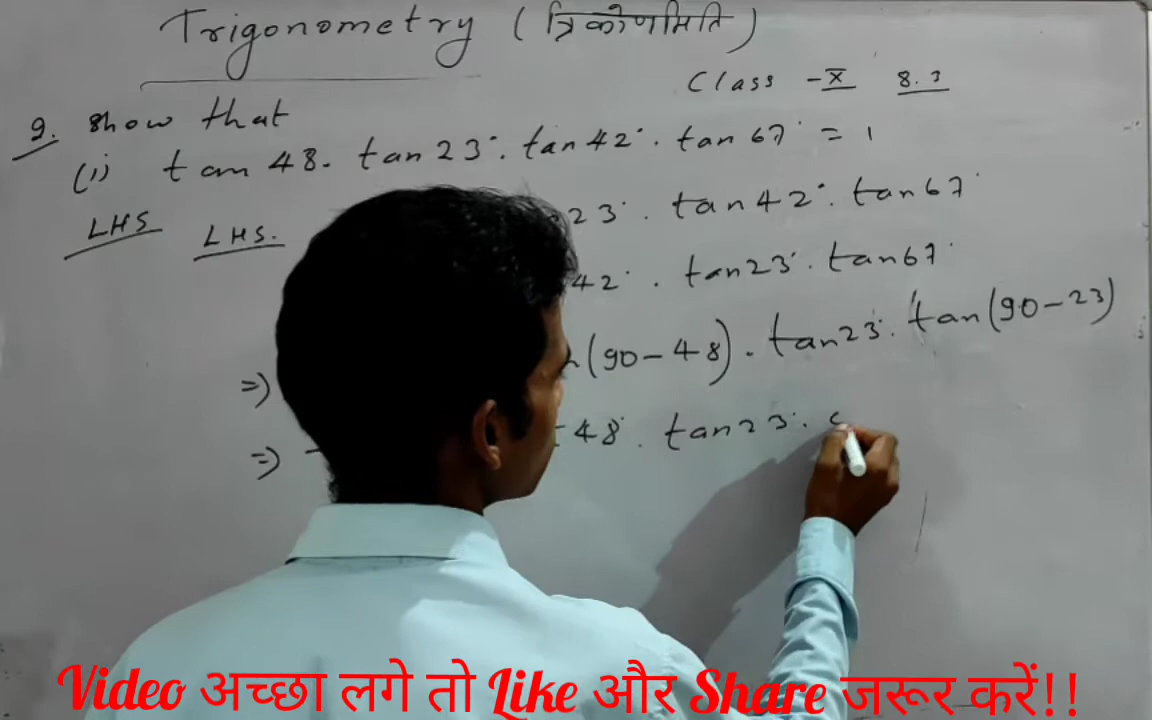 Trigonometry (त्रिकोणमिति)
Class - X 8.3
9. show that
(i) tan 48. tan 23°. tan 42°. tan 67° = 1
LHS LHS. 23°. tan 42°. tan 67°
42°. tan 23°. tan 67°
=) (90-48). tan 23°. tan (90-23)
=) 48°. tan 23°.
Video अच्छा लगे तो Like और Share जरूर करें!!